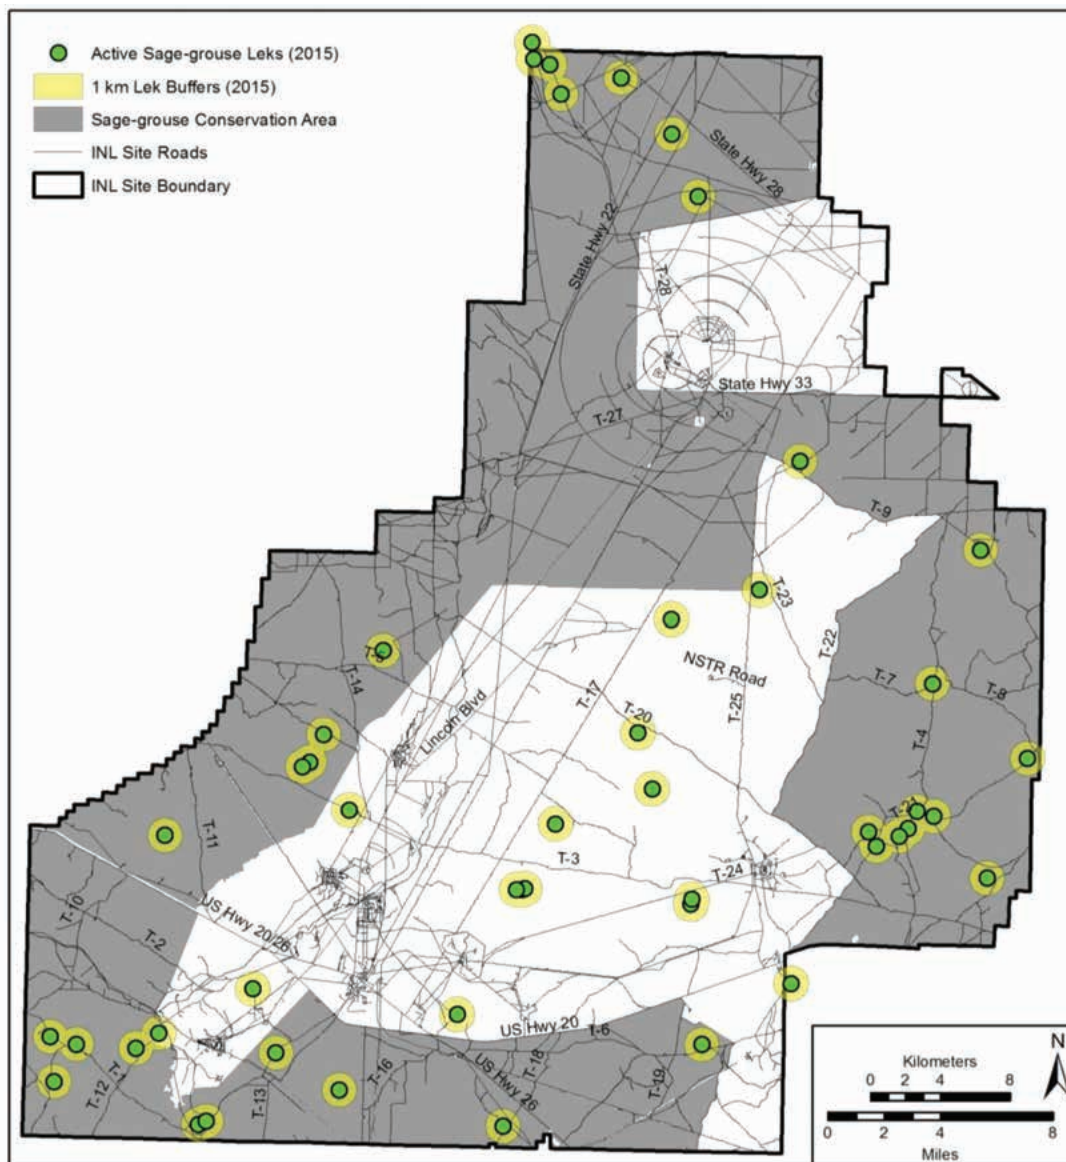 Active Sage-grouse Leks (2015)
1 km Lek Buffers (2015)
Sage-grouse Conservation Area
INL Site Roads
INL Site Boundary
State Hwy 28
State Hwy 22
T-28
State Hwy 33
T-27
T-9
T-23
T-22
NSTR Road
T-7
T-8
T-14
T-17
T-25
Lincoln Blvd
T-20
T-4
T-21
T-11
T-3
T-24
T-10
US Hwy 20/26
T-2
US Hwy 20
T-6
T-1
T-12
T-13
T-16
US Hwy 26
T-18
T-19
N
Kilometers
0 2 4 8
0 2 4 8
Miles